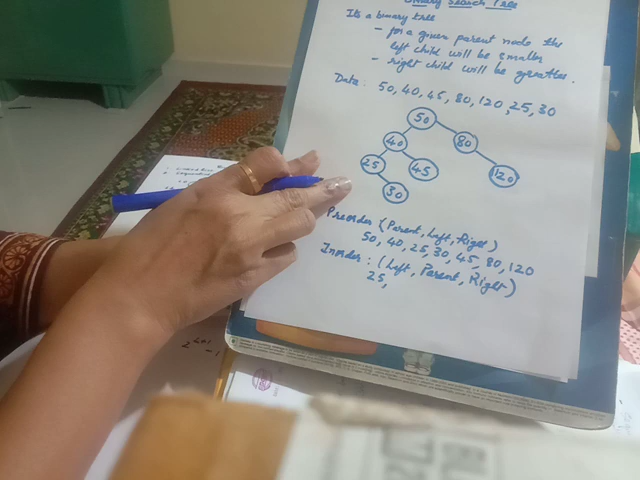 Binary Search Tree
Its a binary tree
- for a given parent node the
left child will be smaller
- right child will be greater.
Data: 50, 40, 45, 80, 120, 25, 30
50
40 80
25 45 120
30
Preorder (Parent, Left, Right)
50, 40, 25, 30, 45, 80, 120
Inorder: (Left, Parent, Right)
25,